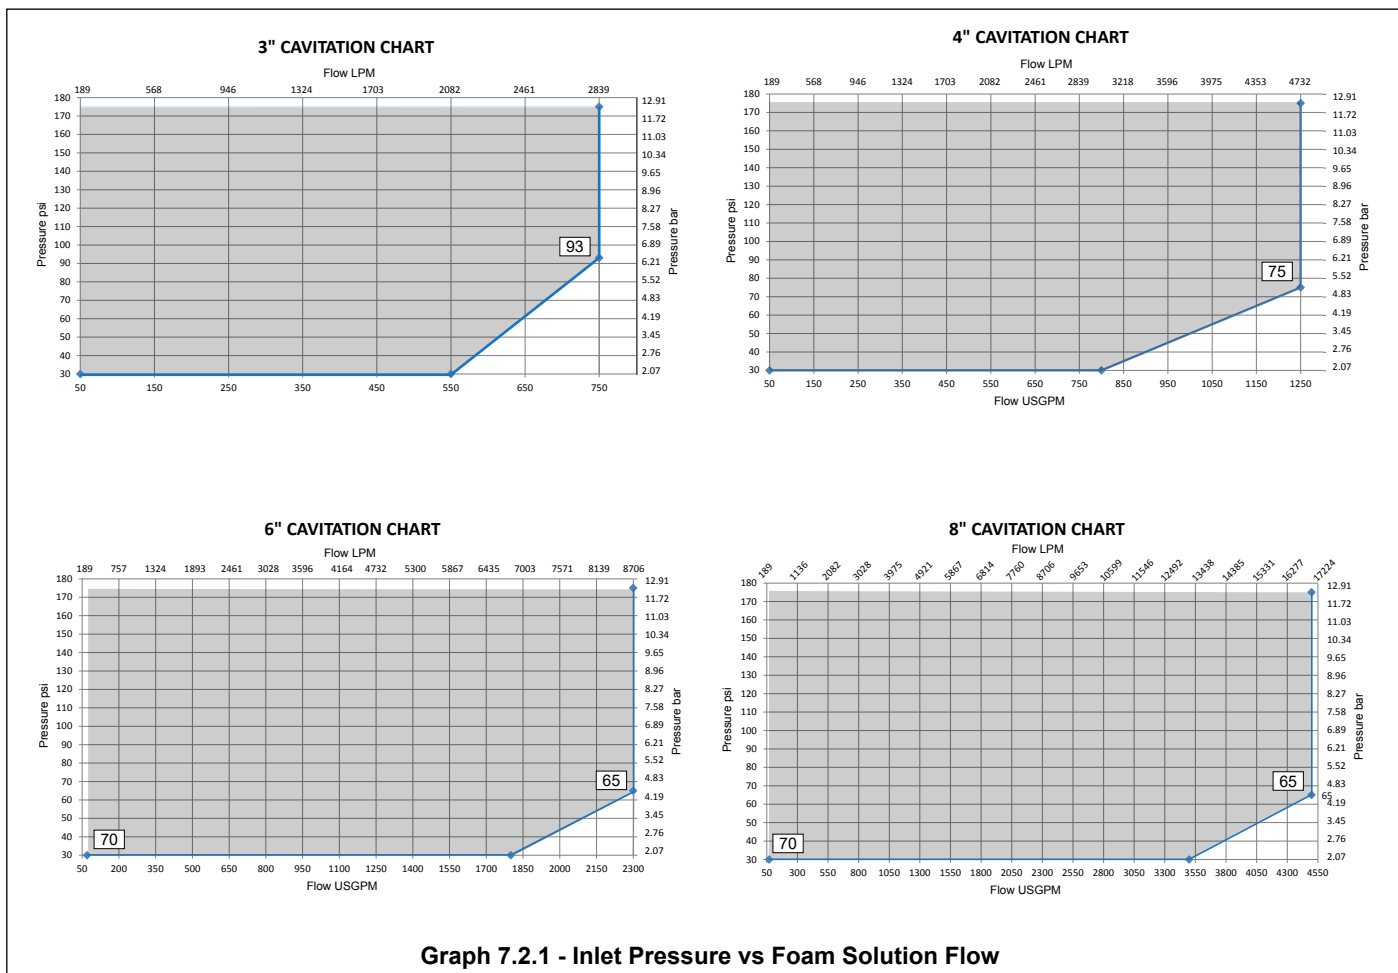 3" CAVITATION CHART
Flow LPM
189 568 946 1324 1703 2082 2461 2839
180 170 160 150 140 130 120 110 100 90 80 70 60 50 40 30
Pressure psi
93
12.91 11.72 11.03 10.34 9.65 8.96 8.27 7.58 6.89 6.21 5.52 4.83 4.19 3.45 2.76 2.07
Pressure bar
50 150 250 350 450 550 650 750
4" CAVITATION CHART
Flow LPM
189 568 946 1324 1703 2082 2461 2839 3218 3596 3975 4353 4732
180 170 160 150 140 130 120 110 100 90 80 70 60 50 40 30
Pressure psi
75
12.91 11.72 11.03 10.34 9.65 8.96 8.27 7.58 6.89 6.21 5.52 4.83 4.19 3.45 2.76 2.07
Pressure bar
50 150 250 350 450 550 650 750 850 950 1050 1150 1250
Flow USGPM
6" CAVITATION CHART
Flow LPM
189 757 1324 1893 2461 3028 3596 4164 4732 5300 5867 6435 7003 7571 8139 8706
180 170 160 150 140 130 120 110 100 90 80 70 60 50 40 30
Pressure psi
65
70
12.91 11.72 11.03 10.34 9.65 8.96 8.27 7.58 6.89 6.21 5.52 4.83 4.19 3.45 2.76 2.07
Pressure bar
50 200 350 500 650 800 950 1100 1250 1400 1550 1700 1850 2000 2150 2300
Flow USGPM
8" CAVITATION CHART
Flow LPM
189 1136 2082 3028 3975 4921 5867 6814 7760 8706 9653 10599 11546 12492 13438 14385 15331 16277 17224
180 170 160 150 140 130 120 110 100 90 80 70 60 50 40 30
Pressure psi
65
65
70
12.91 11.72 11.03 10.34 9.65 8.96 8.27 7.58 6.89 6.21 5.52 4.83 4.19 3.45 2.76 2.07
Pressure bar
50 300 550 800 1050 1300 1550 1800 2050 2300 2550 2800 3050 3300 3550 3800 4050 4300 4550
Flow USGPM
Graph 7.2.1 - Inlet Pressure vs Foam Solution Flow